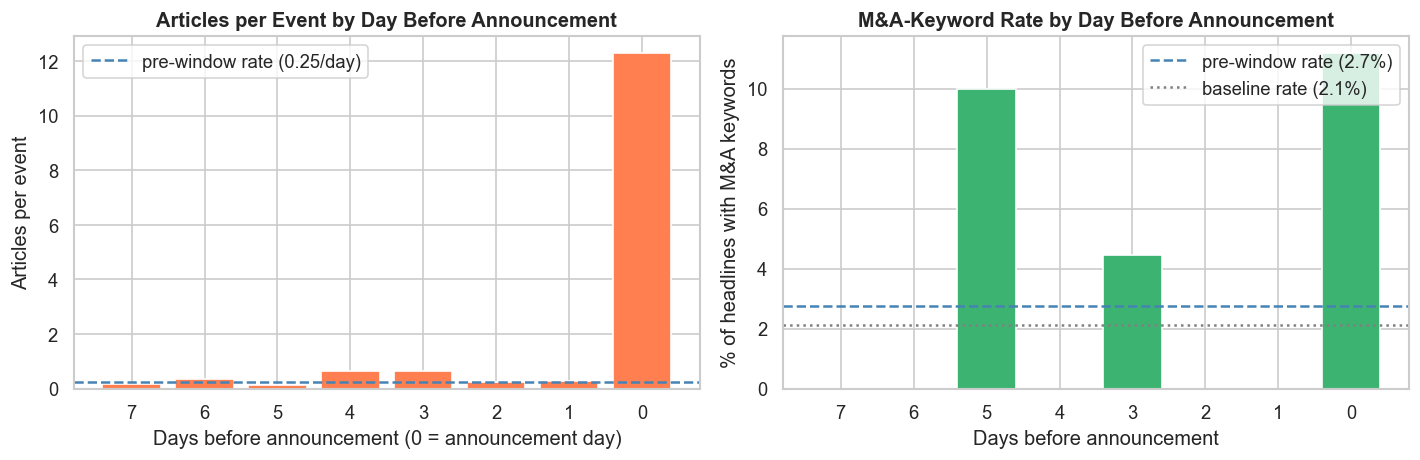 Articles per Event by Day Before Announcement
pre-window rate (0.25/day)
Articles per event
12
10
8
6
4
2
0
7 6 5 4 3 2 1 0
Days before announcement (0 = announcement day)
M&A-Keyword Rate by Day Before Announcement
pre-window rate (2.7%)
baseline rate (2.1%)
% of headlines with M&A keywords
10
8
6
4
2
0
7 6 5 4 3 2 1 0
Days before announcement